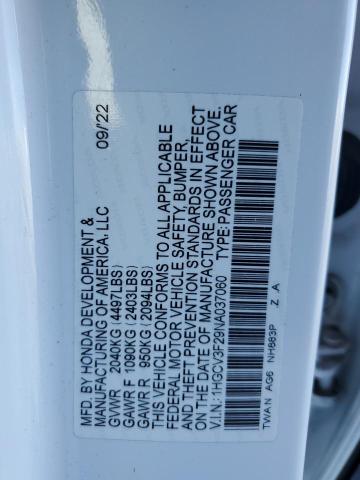 MFD. BY HONDA DEVELOPMENT & 09/22
MANUFACTURING OF AMERICA, LLC
GVWR 2040KG (4497LBS)
GAWR F 1090KG (2403LBS)
GAWR R 950KG (2094LBS)
THIS VEHICLE CONFORMS TO ALL APPLICABLE
FEDERAL MOTOR VEHICLE SAFETY, BUMPER,
AND THEFT PREVENTION STANDARDS IN EFFECT
ON THE DATE OF MANUFACTURE SHOWN ABOVE.
V.I.N.: 1HGCV3F29NA037060 TYPE: PASSENGER CAR
TWAN AG6 NH883P Z A